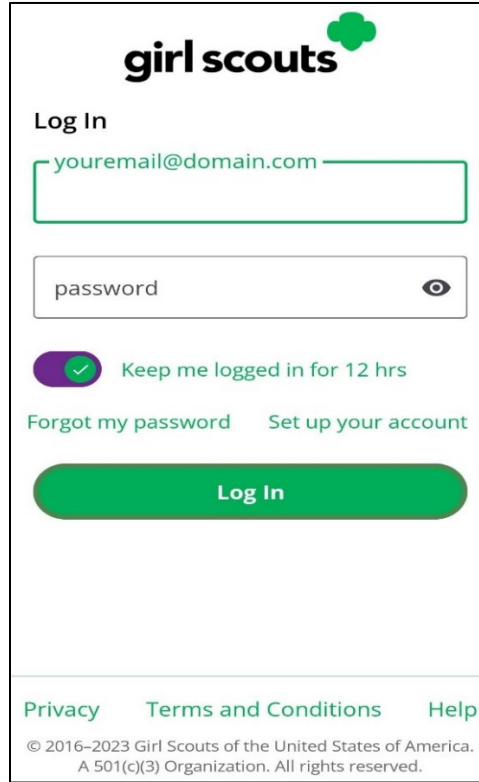 girl scouts
Log In
youremail@domain.com
password
Keep me logged in for 12 hrs
Forgot my password Set up your account
Log In
Privacy Terms and Conditions Help
© 2016–2023 Girl Scouts of the United States of America.
A 501(c)(3) Organization. All rights reserved.